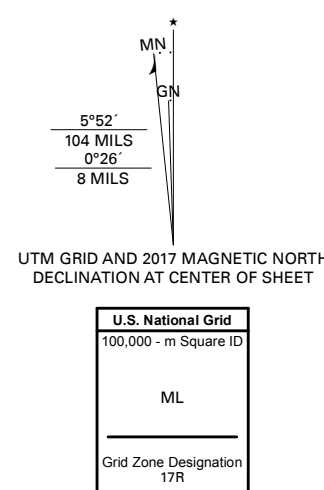 ★
MN
GN
5°52´
104 MILS
0°26´
8 MILS
UTM GRID AND 2017 MAGNETIC NORTH
DECLINATION AT CENTER OF SHEET
U.S. National Grid
100,000 - m Square ID
ML
Grid Zone Designation
17R